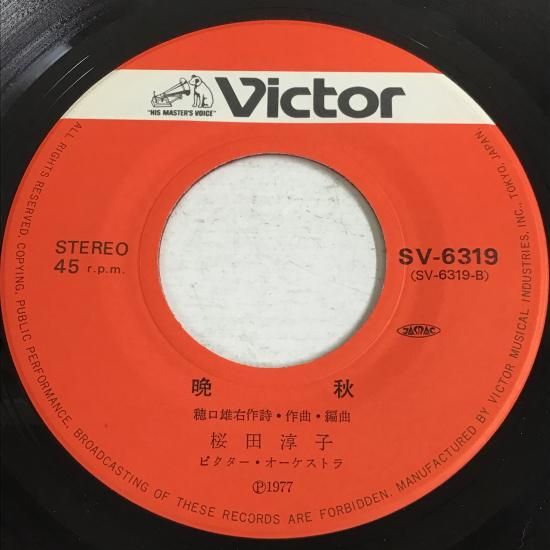 Victor
"HIS MASTER'S VOICE"
STEREO
45 r.p.m.
SV-6319
(SV-6319-B)
JASRAC
晩 秋
穂口雄右作詩・作曲・編曲
桜田淳子
ビクター・オーケストラ
Ⓟ1977
ALL RIGHTS RESERVED. COPYING, PUBLIC PERFORMANCE, BROADCASTING OF THESE RECORDS ARE FORBIDDEN. MANUFACTURED BY VICTOR MUSICAL INDUSTRIES, INC., TOKYO, JAPAN.